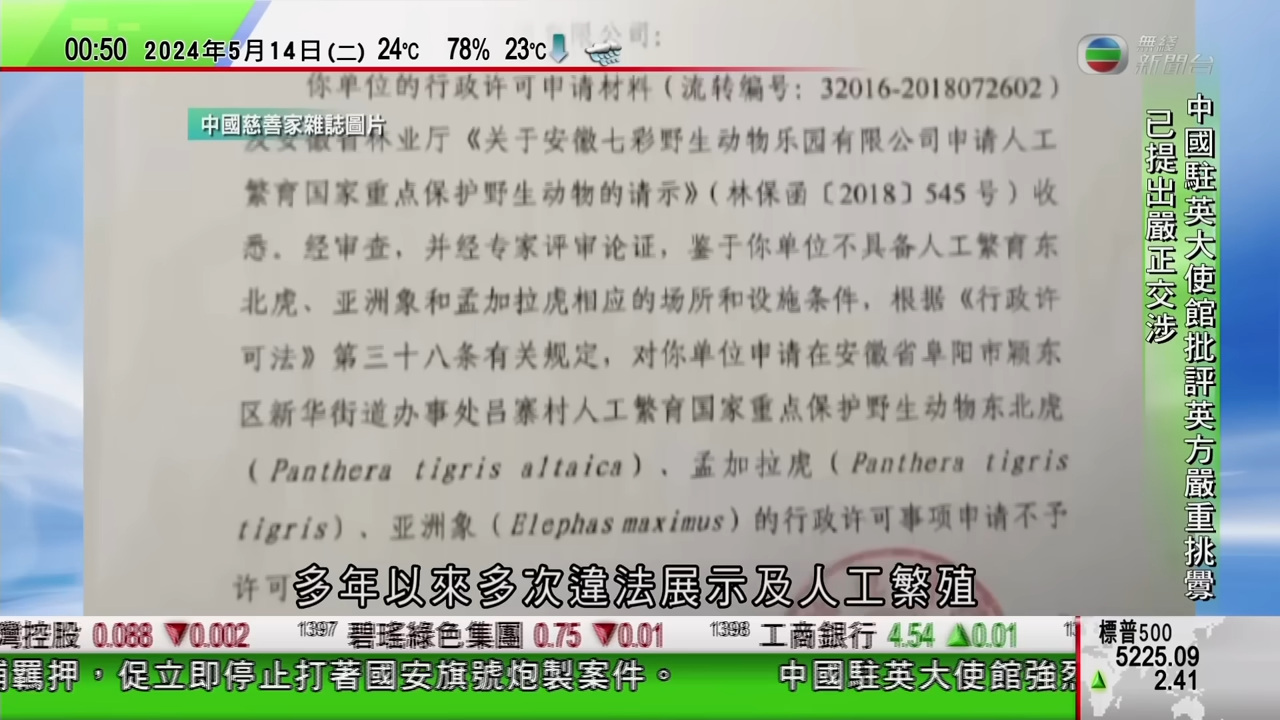 00:50 2024年5月14日(二) 24℃ 78% 23℃
無綫新聞台
中國慈善家雜誌圖片
限公司:
你单位的行政许可申请材料（流转编号：32016-2018072602）
及安徽省林业厅《关于安徽七彩野生动物乐园有限公司申请人工
繁育国家重点保护野生动物的请示》（林保函〔2018〕545 号）收
悉。经审查，并经专家评审论证，鉴于你单位不具备人工繁育东
北虎、亚洲象和孟加拉虎相应的场所和设施条件，根据《行政许
可法》第三十八条有关规定，对你单位申请在安徽省阜阳市颍东
区新华街道办事处吕寨村人工繁育国家重点保护野生动物东北虎
（Panthera tigris altaica）、孟加拉虎（Panthera tigris
tigris）、亚洲象（Elephas maximus）的行政许可事项申请不予
许可
多年以來多次違法展示及人工繁殖
中國駐英大使館批評英方嚴重挑釁
已提出嚴正交涉
灣控股 0.088 ▼0.002 1397 碧瑤綠色集團 0.75 ▼0.01 1398 工商銀行 4.54 ▲0.01
標普500
5225.09
▲ 2.41
羈押，促立即停止打著國安旗號炮製案件。 中國駐英大使館強烈